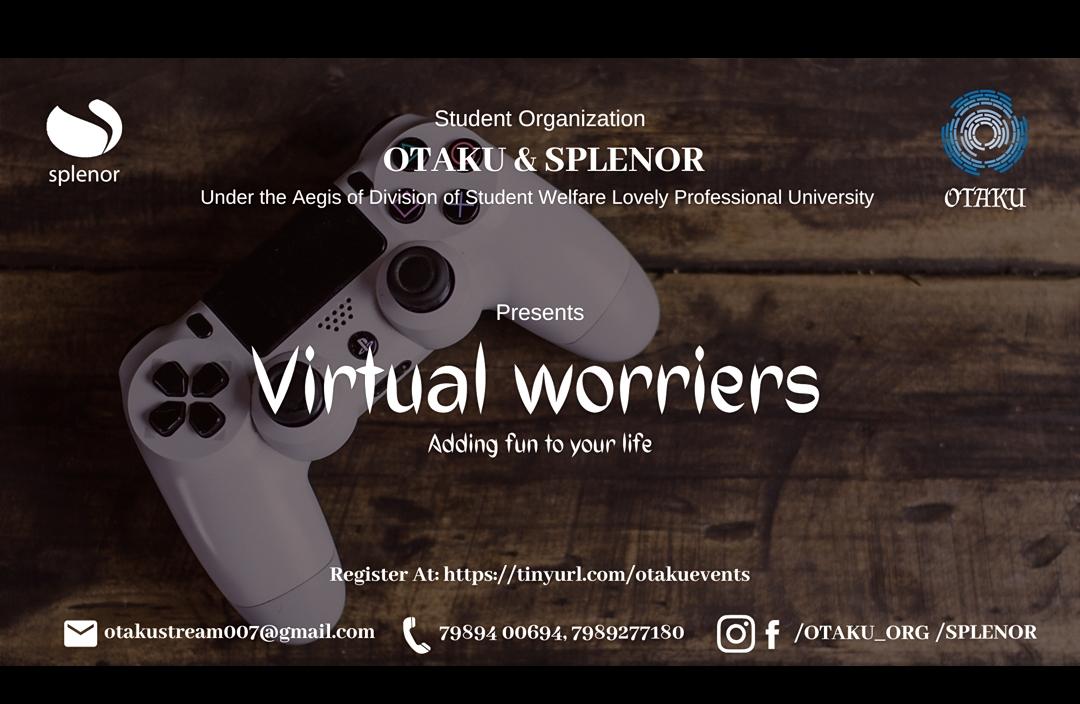 splenor
Student Organization
OTAKU & SPLENOR
Under the Aegis of Division of Student Welfare Lovely Professional University
OTAKU
Presents
Virtual worriers
Adding fun to your life
Register At: https://tinyurl.com/otakuevents
otakustream007@gmail.com
79894 00694, 7989277180
/OTAKU_ORG /SPLENOR